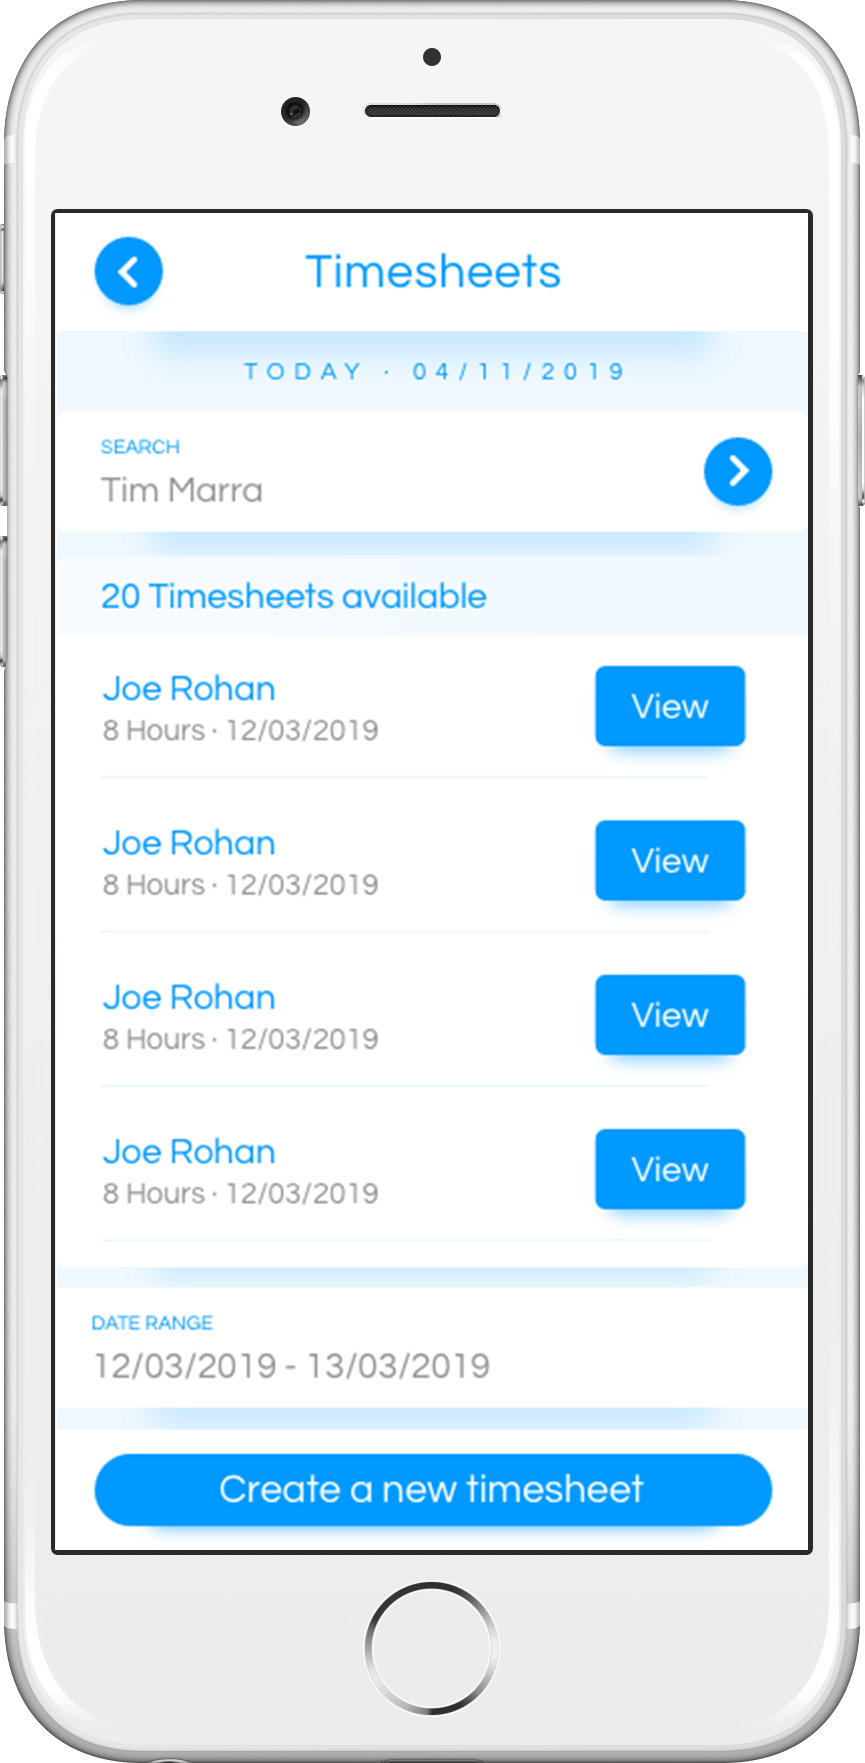 Timesheets
TODAY · 04/11/2019
SEARCH
Tim Marra
20 Timesheets available
Joe Rohan
8 Hours · 12/03/2019
View
Joe Rohan
8 Hours · 12/03/2019
View
Joe Rohan
8 Hours · 12/03/2019
View
Joe Rohan
8 Hours · 12/03/2019
View
DATE RANGE
12/03/2019 - 13/03/2019
Create a new timesheet